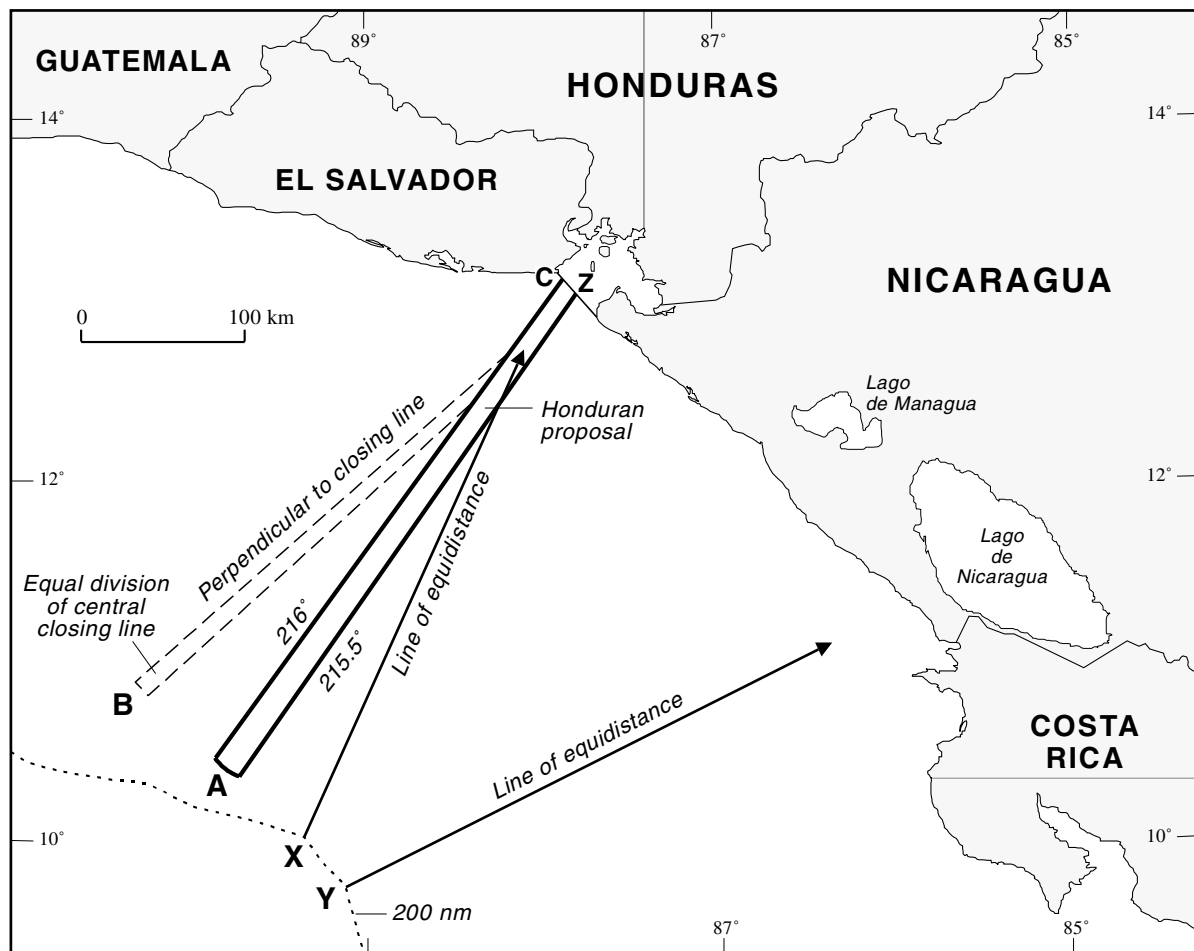 89°
87°
85°
GUATEMALA
HONDURAS
14°
14°
EL SALVADOR
C
Z
NICARAGUA
0
100 km
Lago
de Managua
Honduran
proposal
Perpendicular to closing line
12°
12°
Line of equidistance
Lago
de
Nicaragua
Equal division
of central
closing line
216°
215.5°
B
Line of equidistance
COSTA
RICA
A
10°
X
10°
Y
200 nm
87°
85°